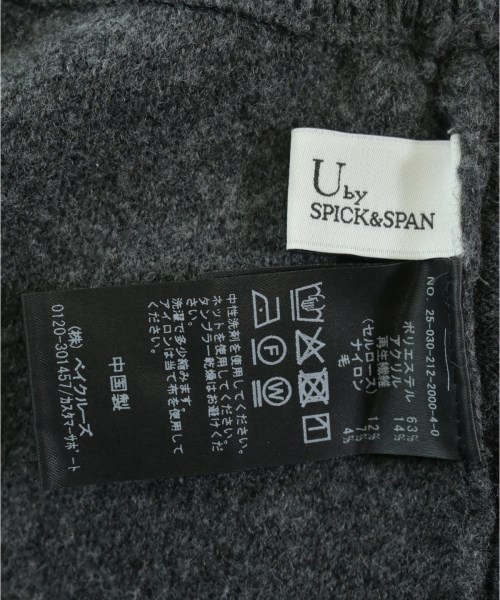 U by
SPICK&SPAN
NO. 25-030-212-2000-4-0
ポリエステル 63%
アクリル 14%
再生繊維
(セルロース) 12%
ナイロン 7%
毛 4%
中性洗剤を使用してください。
ネットを使用してください。
タンブラー乾燥はお避けくだ
さい。
洗濯で多少縮みます。
アイロンは当て布を使用して
ください。
中国製
(株) ベイクルーズ
0120-301457/カスタマーサポート